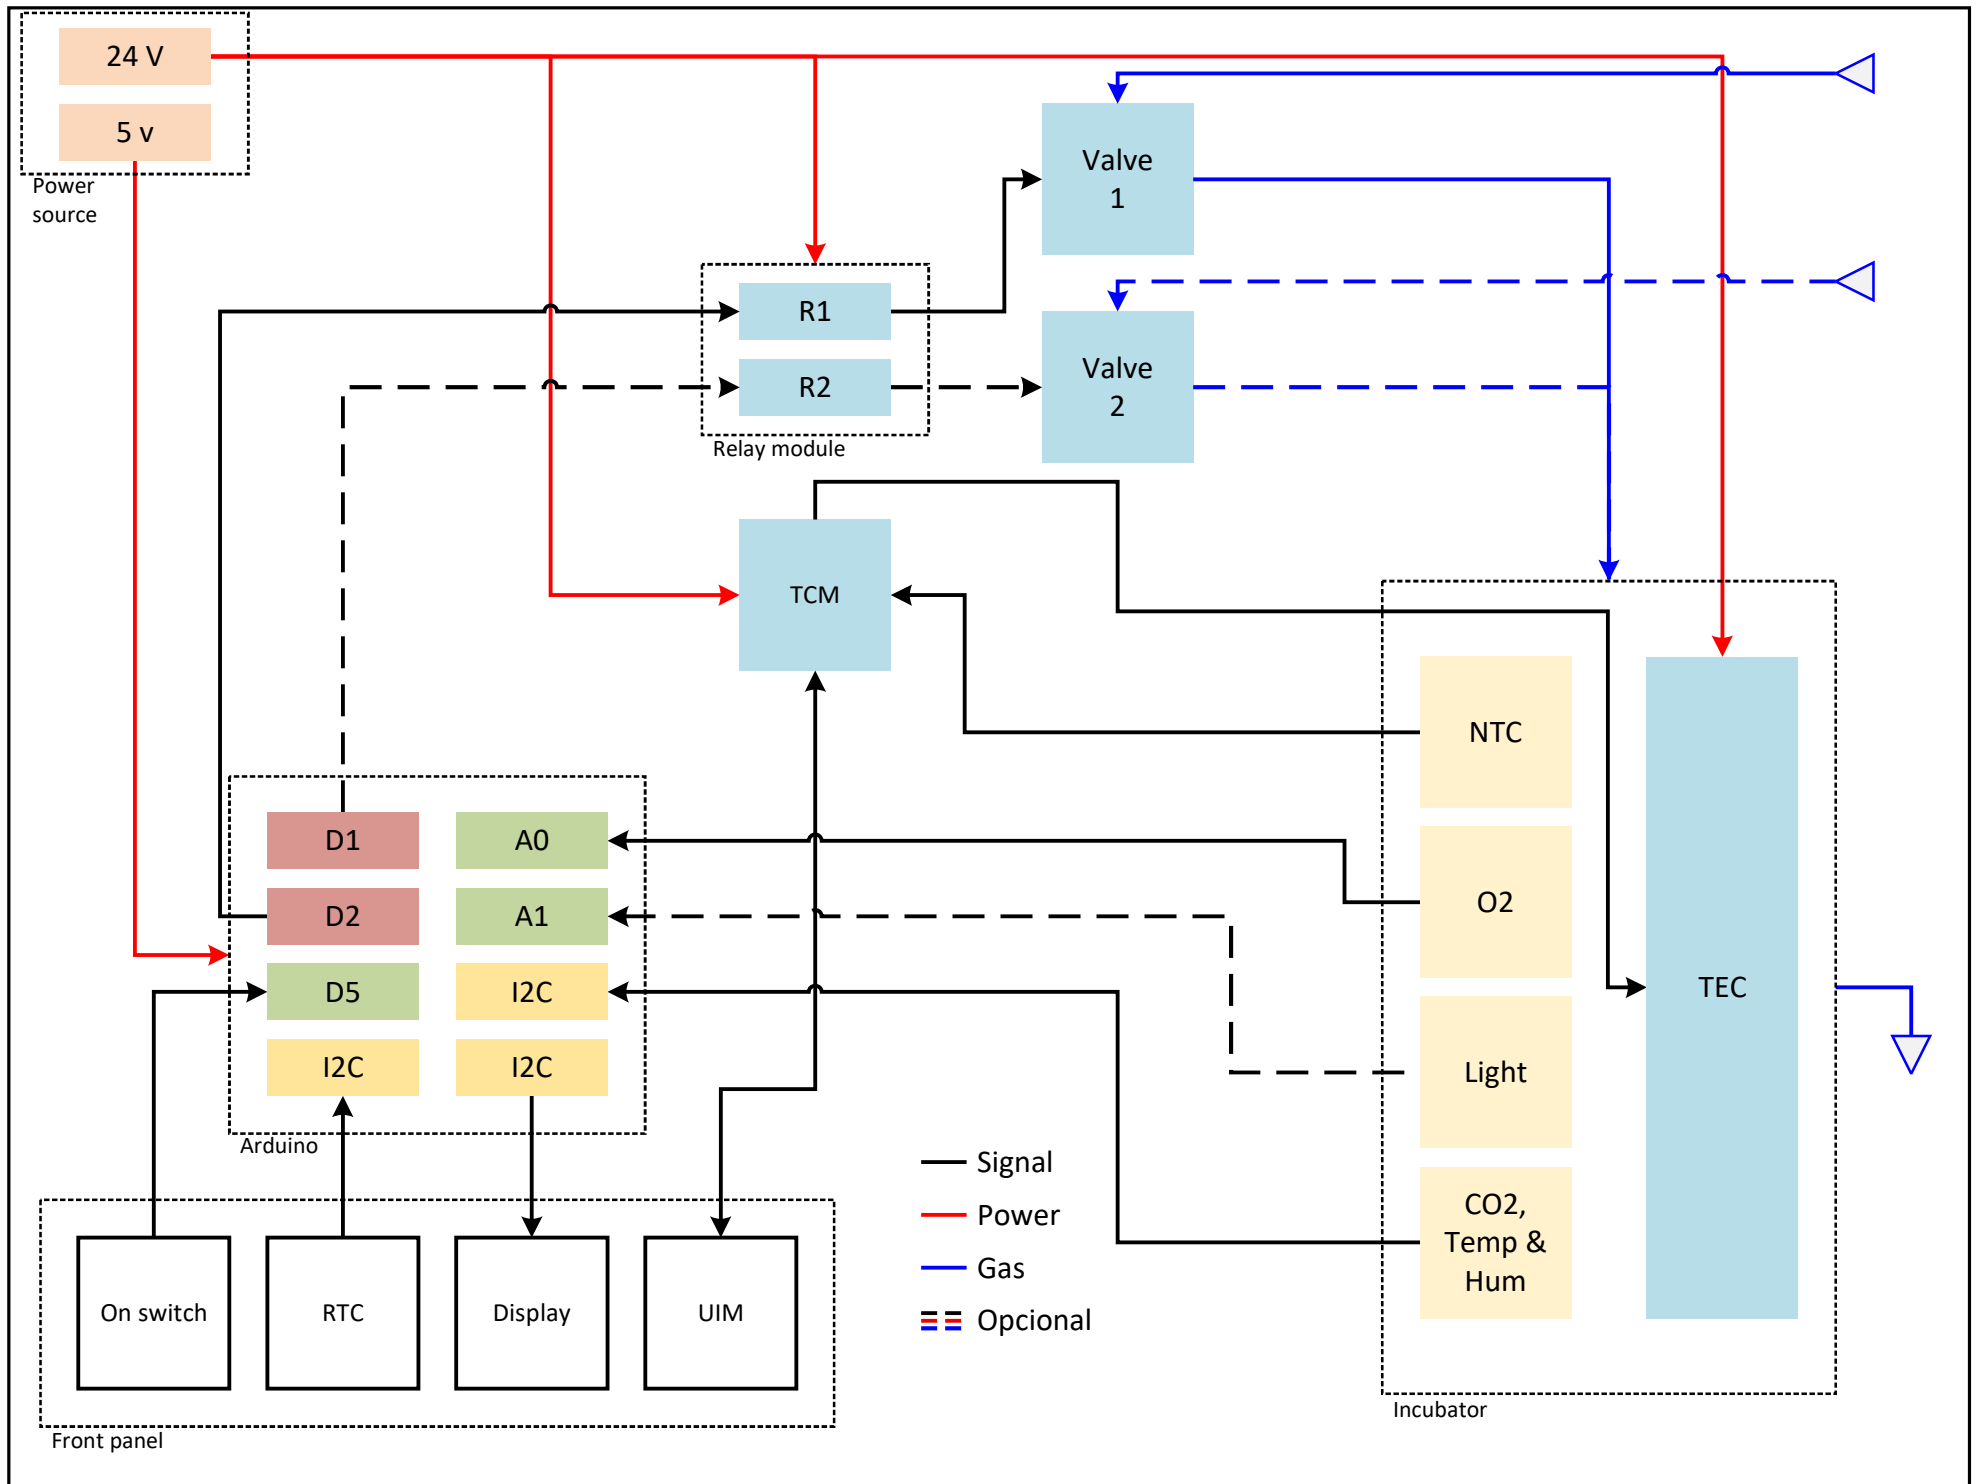 24 V
5 v
Power
source
Valve
1
R1
Valve
2
R2
Relay module
TCM
NTC
D1
A0
O2
D2
A1
D5
I2C
TEC
I2C
I2C
Light
Arduino
Signal
CO2,
Temp &
Hum
Power
Gas
On switch
RTC
Display
UIM
Opcional
Incubator
Front panel